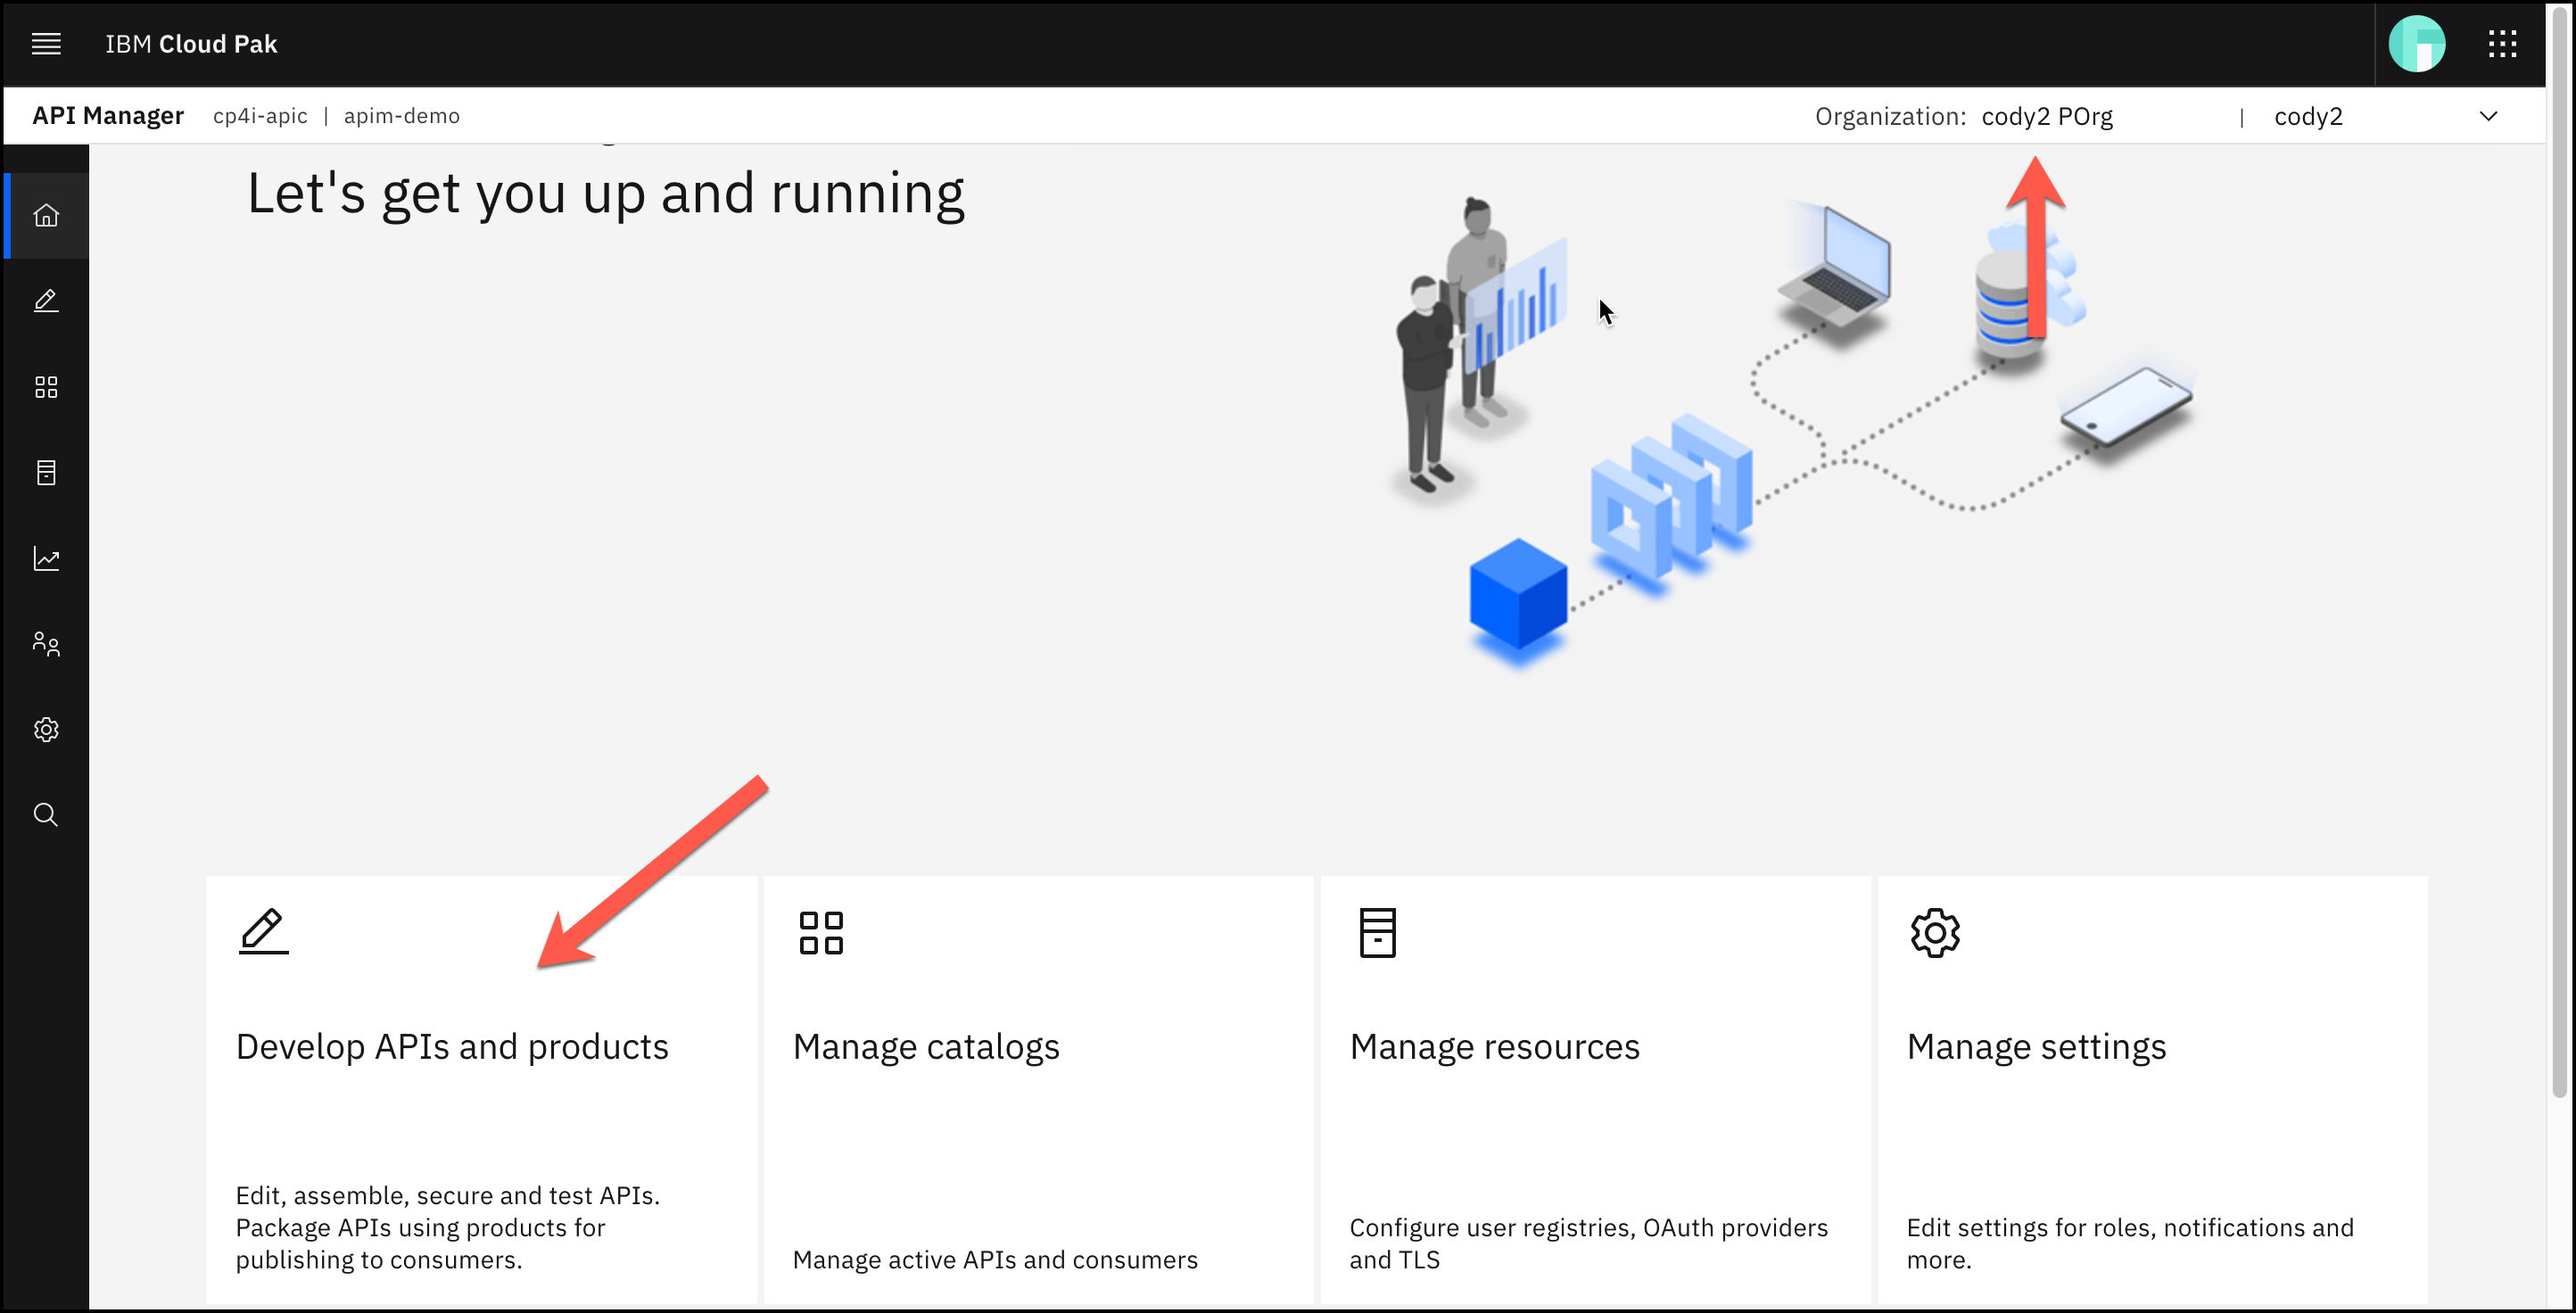 IBM Cloud Pak
API Manager cp4i-apic | apim-demo Organization: cody2 POrg | cody2
Let's get you up and running
Develop APIs and products
Edit, assemble, secure and test APIs.
Package APIs using products for
publishing to consumers.
Manage catalogs
Manage active APIs and consumers
Manage resources
Configure user registries, OAuth providers
and TLS
Manage settings
Edit settings for roles, notifications and
more.